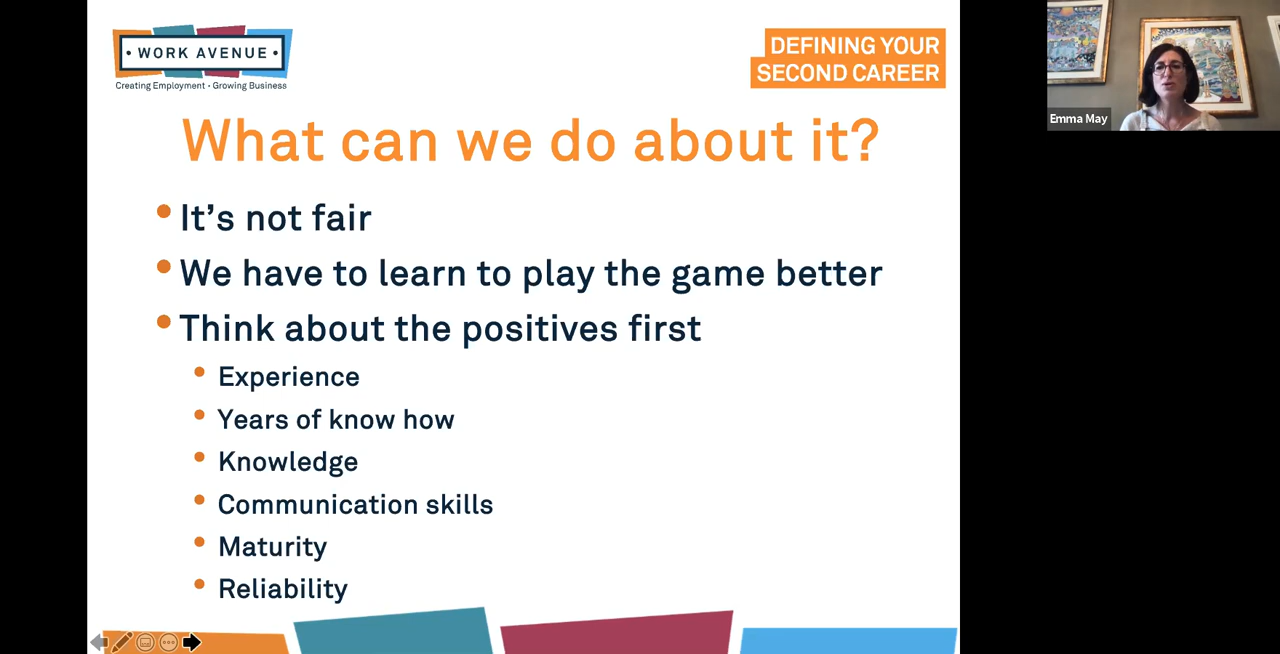 • WORK AVENUE •
Creating Employment • Growing Business
DEFINING YOUR
SECOND CAREER
Emma May
What can we do about it?
• It’s not fair
• We have to learn to play the game better
• Think about the positives first
• Experience
• Years of know how
• Knowledge
• Communication skills
• Maturity
• Reliability